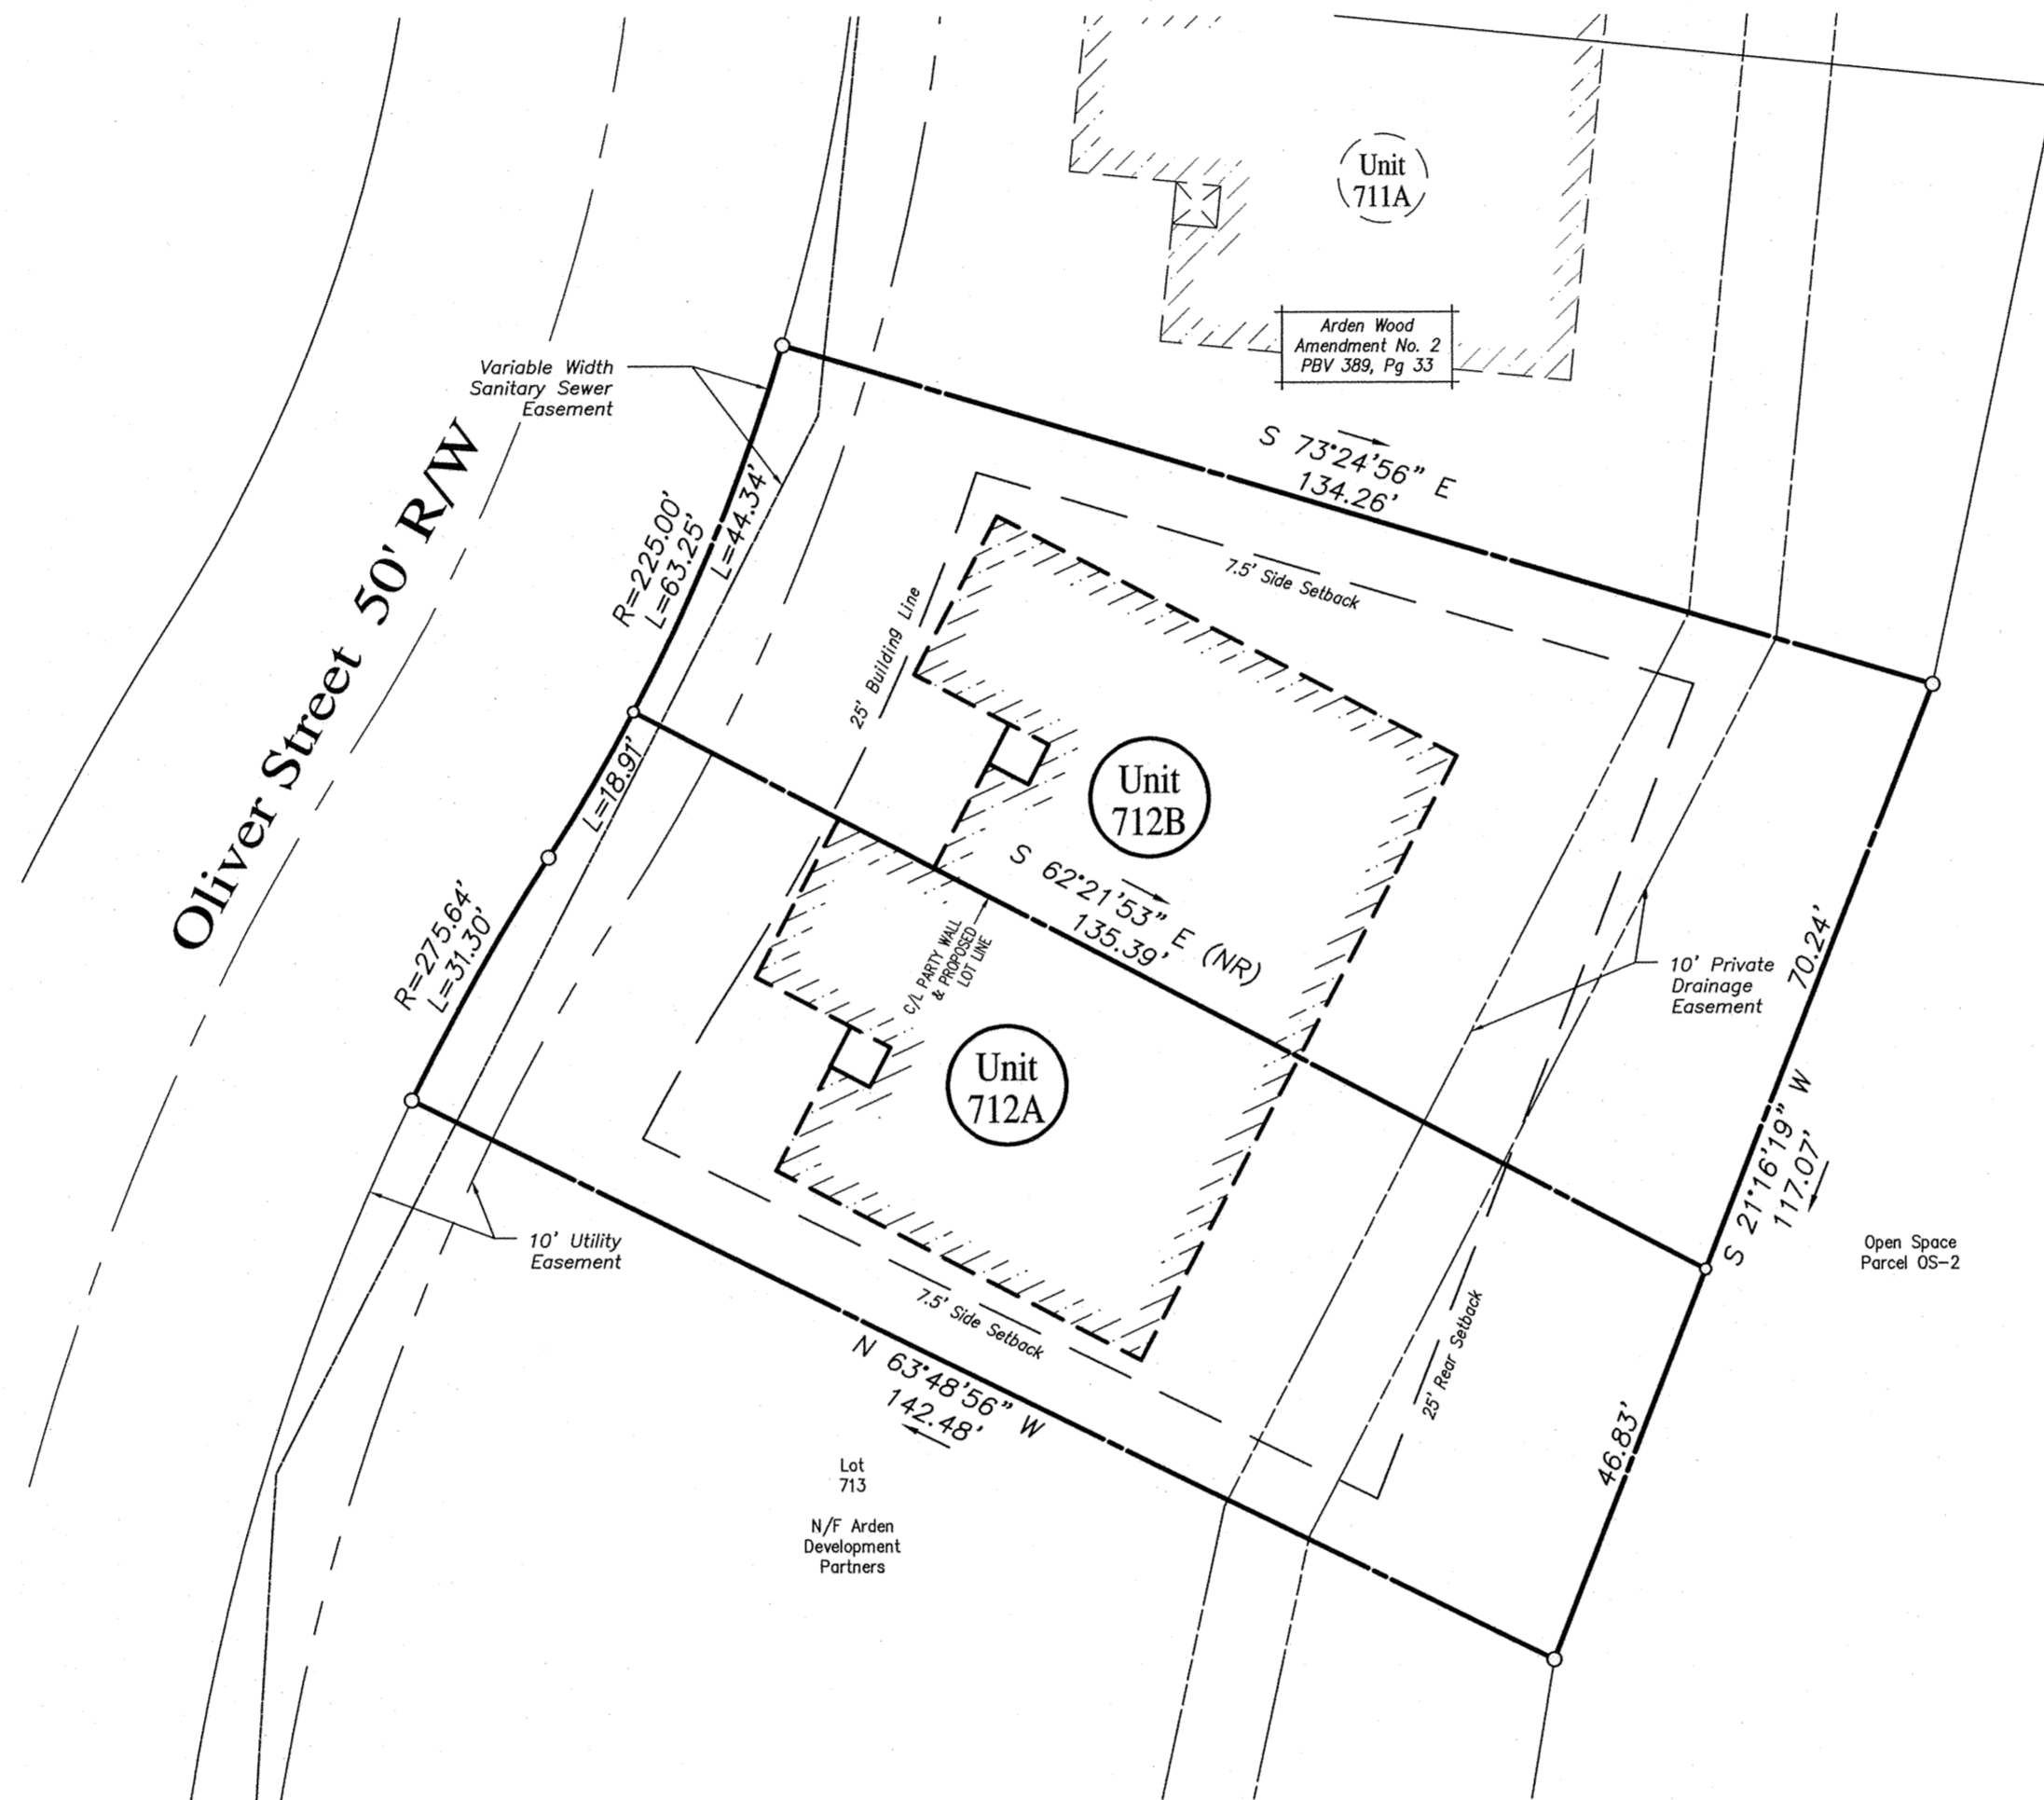 Unit
711A
Arden Wood
Amendment No. 2
PBV 389, Pg 33
Variable Width
Sanitary Sewer
Easement
Oliver Street 50' R/W
S 73°24'56" E
134.26'
R=225.00'
L=63.25'
L=44.34'
7.5' Side Setback
25' Building Line
Unit
712B
L=18.91'
S 62°21'53" E (NR)
135.39'
C/L PARTY WALL
& PROPOSED
LOT LINE
R=275.64'
L=31.30'
Unit
712A
10' Private
Drainage
Easement
70.24'
S 21°16'19" W
117.07'
Open Space
Parcel OS-2
10' Utility
Easement
7.5' Side Setback
25' Rear Setback
N 63°48'56" W
142.48'
46.83'
Lot
713
N/F Arden
Development
Partners